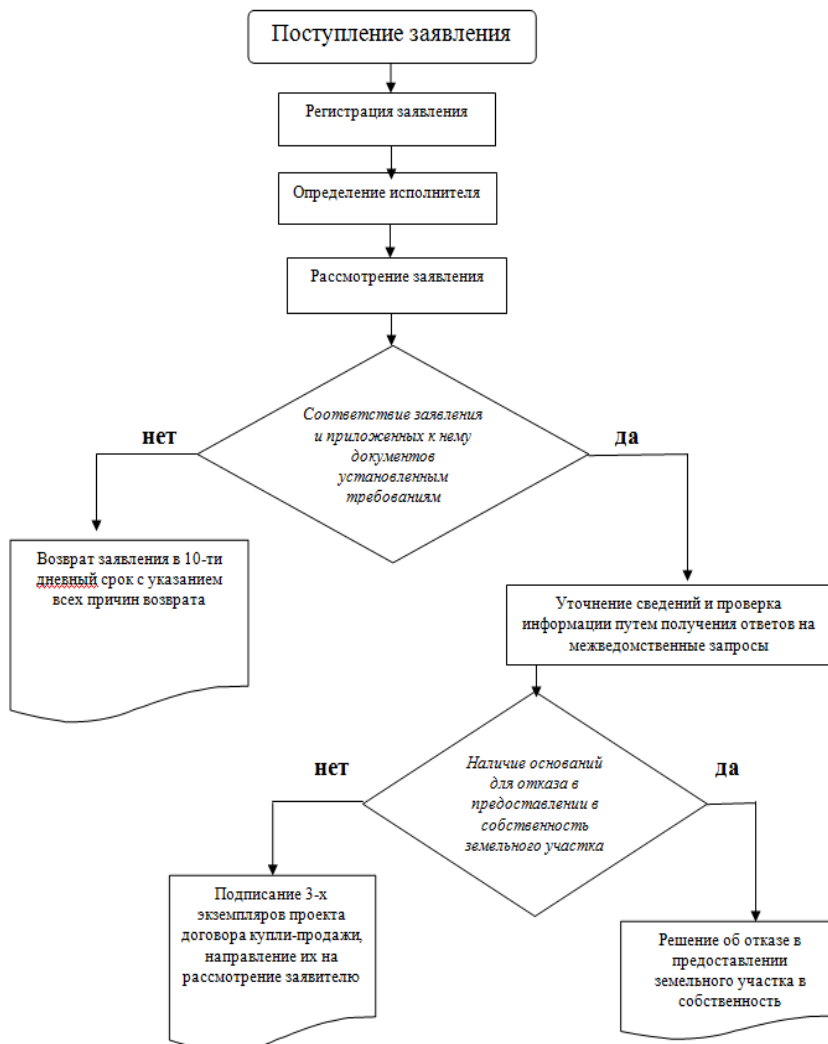 Поступление заявления
Регистрация заявления
Определение исполнителя
Рассмотрение заявления
Соответствие заявления
и приложенных к нему
документов
установленным
требованиям
нет
да
Возврат заявления в 10-ти
дневный срок с указанием
всех причин возврата
Уточнение сведений и проверка
информации путем получения ответов на
межведомственные запросы
Наличие оснований
для отказа в
предоставлении в
собственность
земельного участка
нет
да
Подписание 3-х
экземпляров проекта
договора купли-продажи,
направление их на
рассмотрение заявителю
Решение об отказе в
предоставлении
земельного участка в
собственность